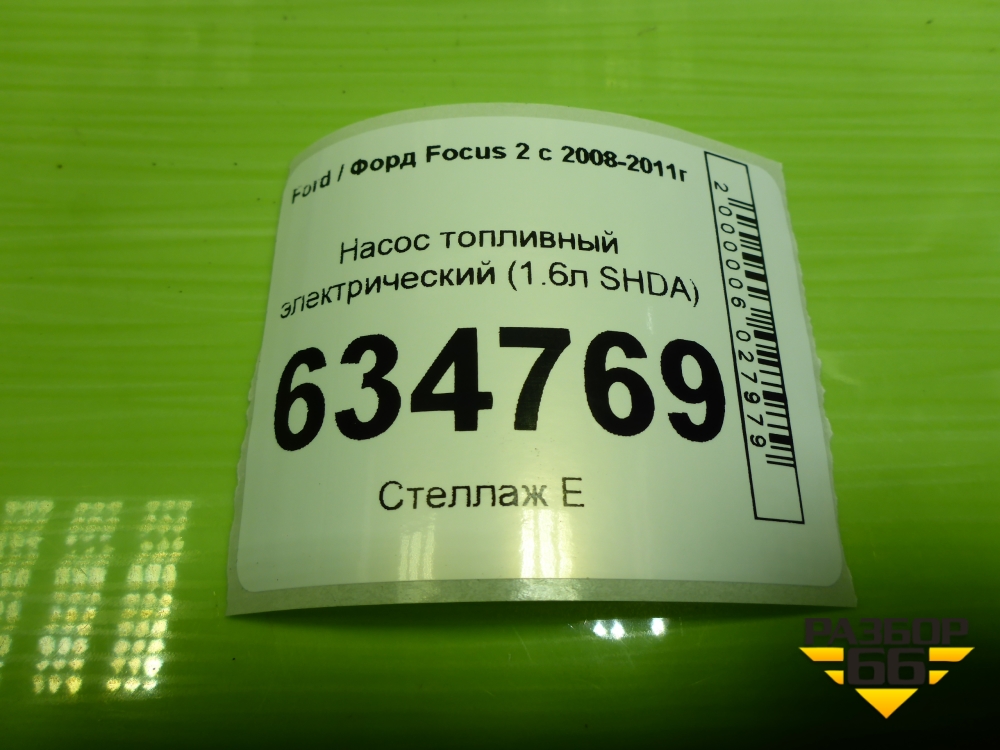 Ford / Форд Focus 2 с 2008-2011г
Насос топливный
электрический (1.6л SHDA)
634769
Стеллаж Е
2000006027979
РАЗБОР
66